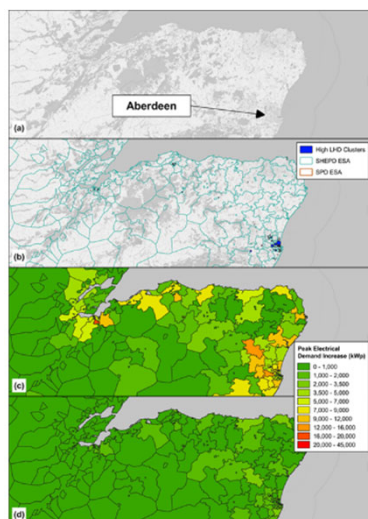 Aberdeen
(a)
High LHD Clusters
SHEPD ESA
SPD ESA
(b)
Peak Electrical
Demand Increase (kWp)
0 - 1,000
1,000 - 2,000
2,000 - 3,500
3,500 - 5,000
5,000 - 7,000
7,000 - 9,000
9,000 - 12,000
12,000 - 16,000
16,000 - 20,000
20,000 - 45,000
(c)
(d)